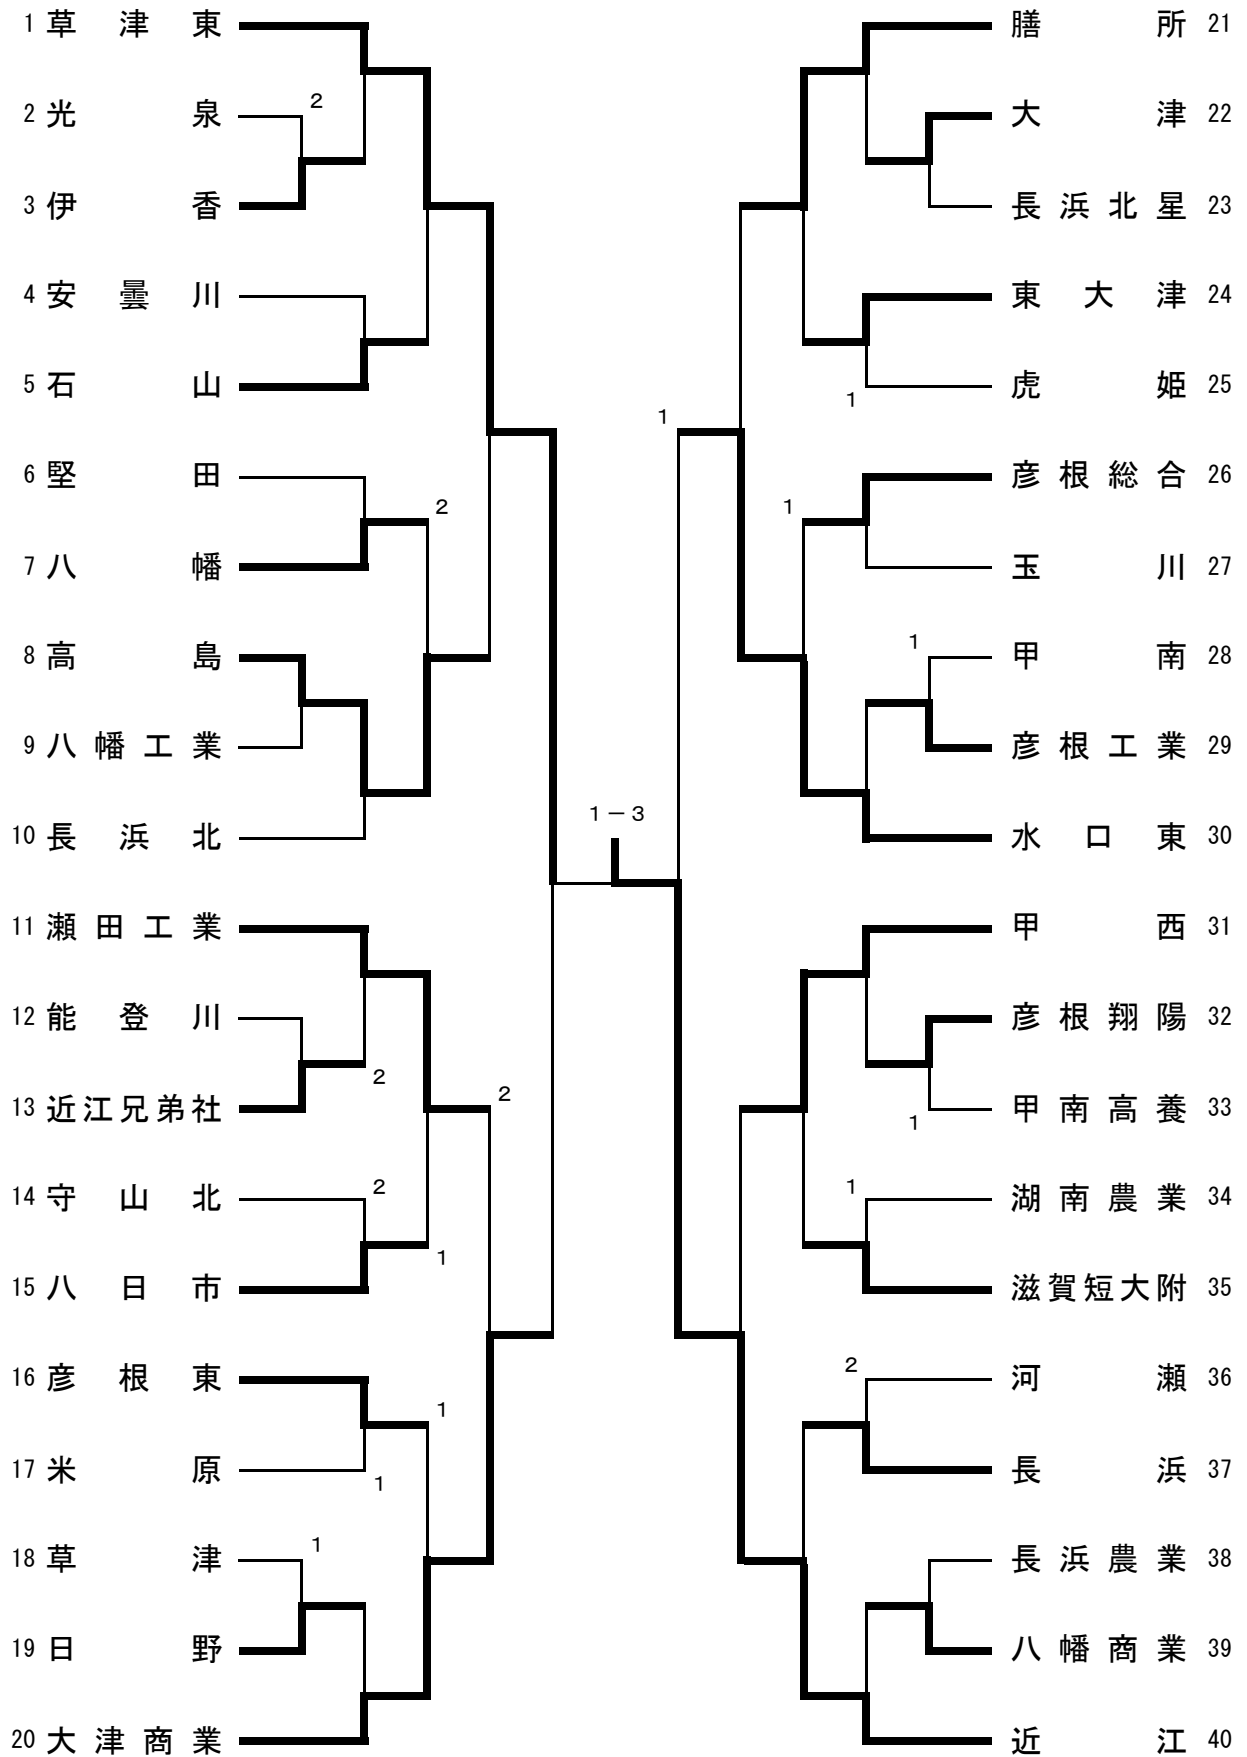 1 草津東
2 光泉
2
3 伊香
4 安曇川
5 石山
6 堅田
2
7 八幡
8 高島
9 八幡工業
10 長浜北
11 瀬田工業
12 能登川
2
13 近江兄弟社
2
14 守山北
2
1
15 八日市
16 彦根東
1
17 米原
1
18 草津
1
19 日野
20 大津商業
1－3
膳所 21
大津 22
長浜北星 23
東大津 24
虎姫 25
1
1
彦根総合 26
1
玉川 27
甲南 28
1
彦根工業 29
水口東 30
甲西 31
彦根翔陽 32
甲南高養 33
1
湖南農業 34
1
滋賀短大附 35
河瀬 36
2
長浜 37
長浜農業 38
八幡商業 39
近江 40